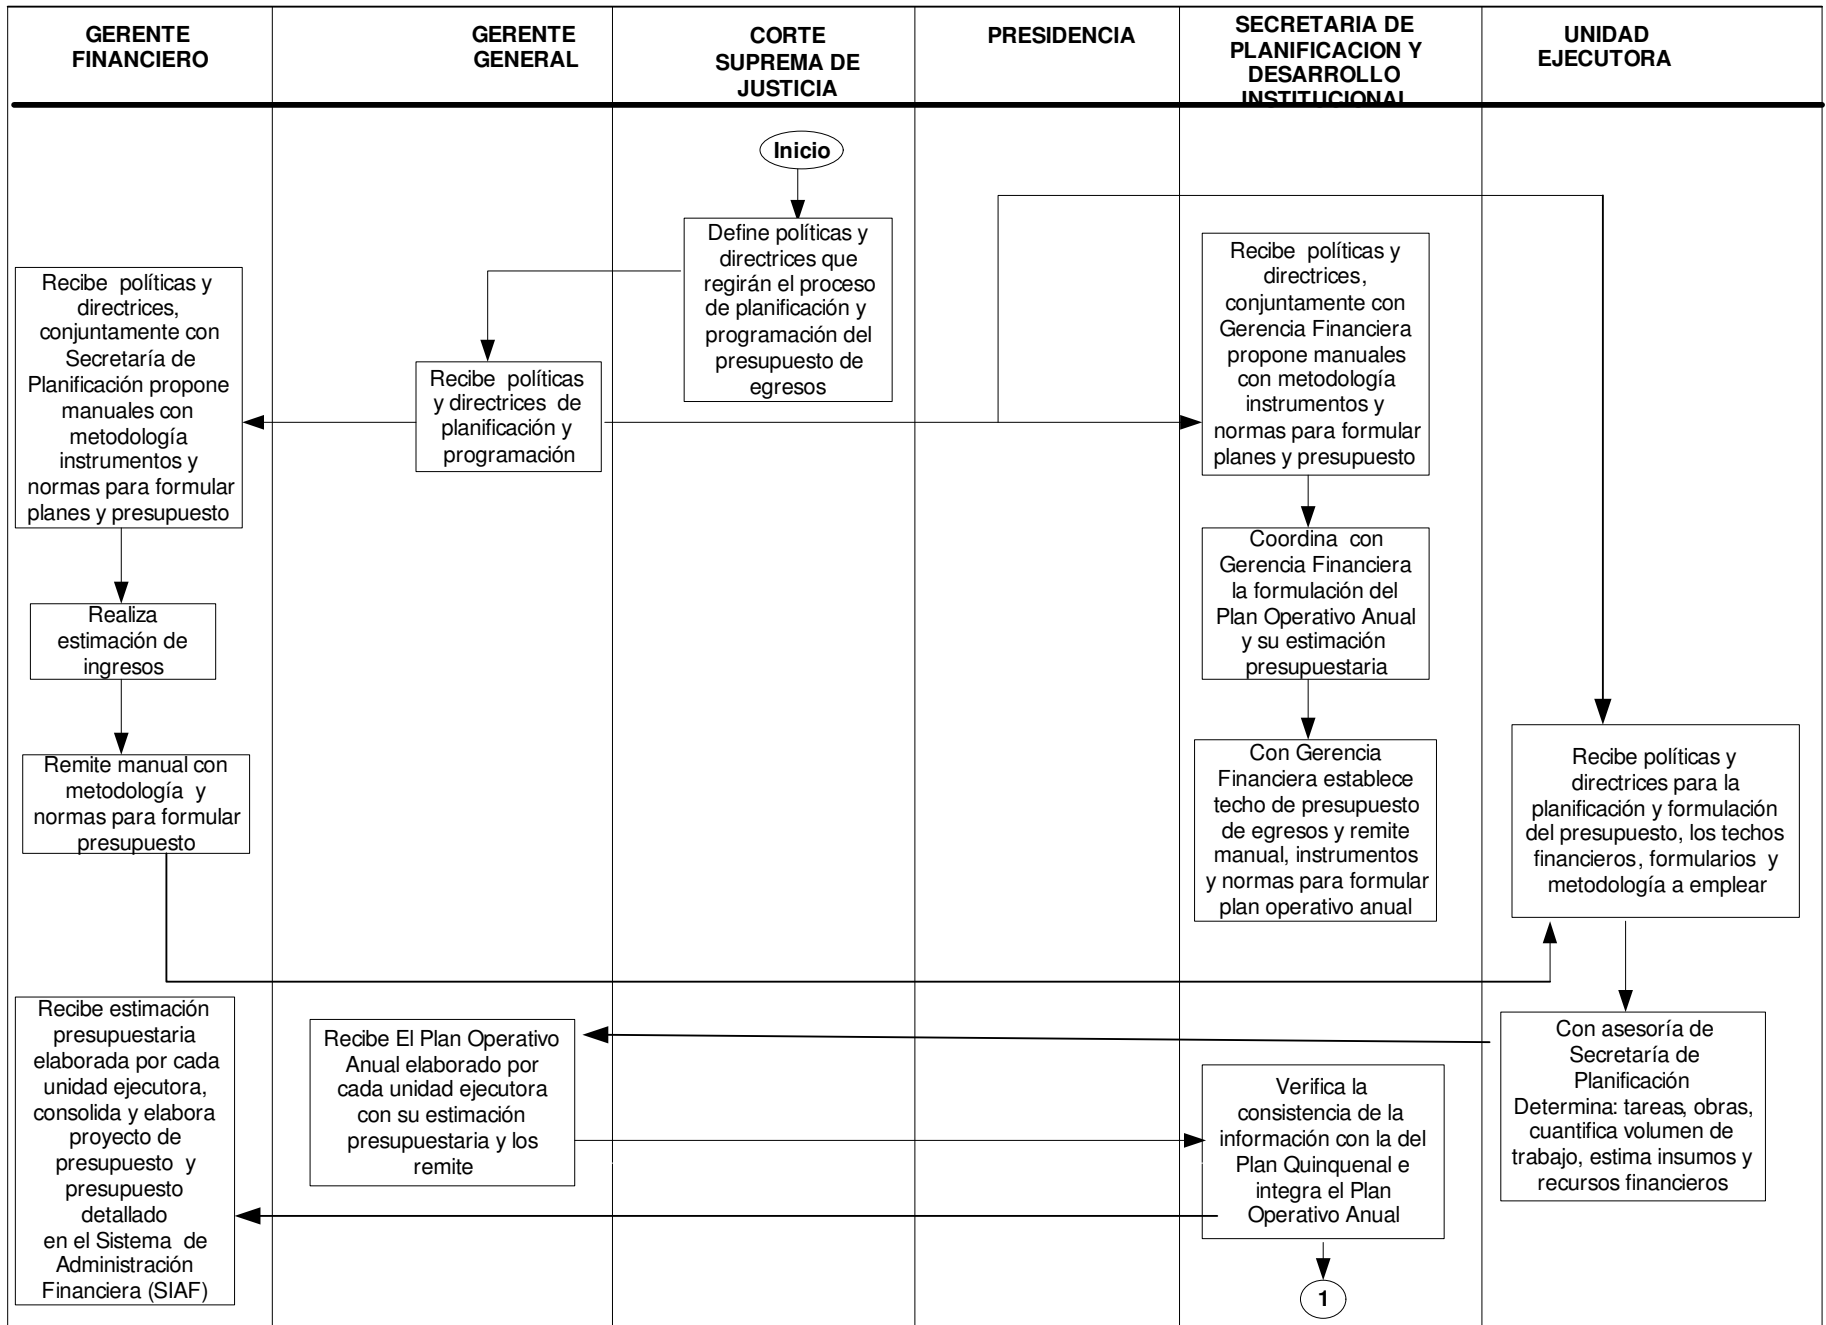 GERENTE
FINANCIERO
GERENTE
GENERAL
CORTE
SUPREMA DE
JUSTICIA
PRESIDENCIA
SECRETARIA DE
PLANIFICACION Y
DESARROLLO
INSTITUCIONAL
UNIDAD
EJECUTORA
Inicio
Define políticas y
directrices que
regirán el proceso
de planificación y
programación del
presupuesto de
egresos
Recibe políticas y
directrices,
conjuntamente con
Secretaría de
Planificación propone
manuales con
metodología
instrumentos y
normas para formular
planes y presupuesto
Recibe políticas
y directrices de
planificación y
programación
Recibe políticas y
directrices,
conjuntamente con
Gerencia Financiera
propone manuales
con metodología
instrumentos y
normas para formular
planes y presupuesto
Coordina con
Gerencia Financiera
la formulación del
Plan Operativo Anual
y su estimación
presupuestaria
Realiza
estimación de
ingresos
Remite manual con
metodología y
normas para formular
presupuesto
Con Gerencia
Financiera establece
techo de presupuesto
de egresos y remite
manual, instrumentos
y normas para formular
plan operativo anual
Recibe políticas y
directrices para la
planificación y formulación
del presupuesto, los techos
financieros, formularios y
metodología a emplear
Recibe estimación
presupuestaria
elaborada por cada
unidad ejecutora,
consolida y elabora
proyecto de
presupuesto y
presupuesto
detallado
en el Sistema de
Administración
Financiera (SIAF)
Recibe El Plan Operativo
Anual elaborado por
cada unidad ejecutora
con su estimación
presupuestaria y los
remite
Verifica la
consistencia de la
información con la del
Plan Quinquenal e
integra el Plan
Operativo Anual
Con asesoría de
Secretaría de
Planificación
Determina: tareas, obras,
cuantifica volumen de
trabajo, estima insumos y
recursos financieros
1